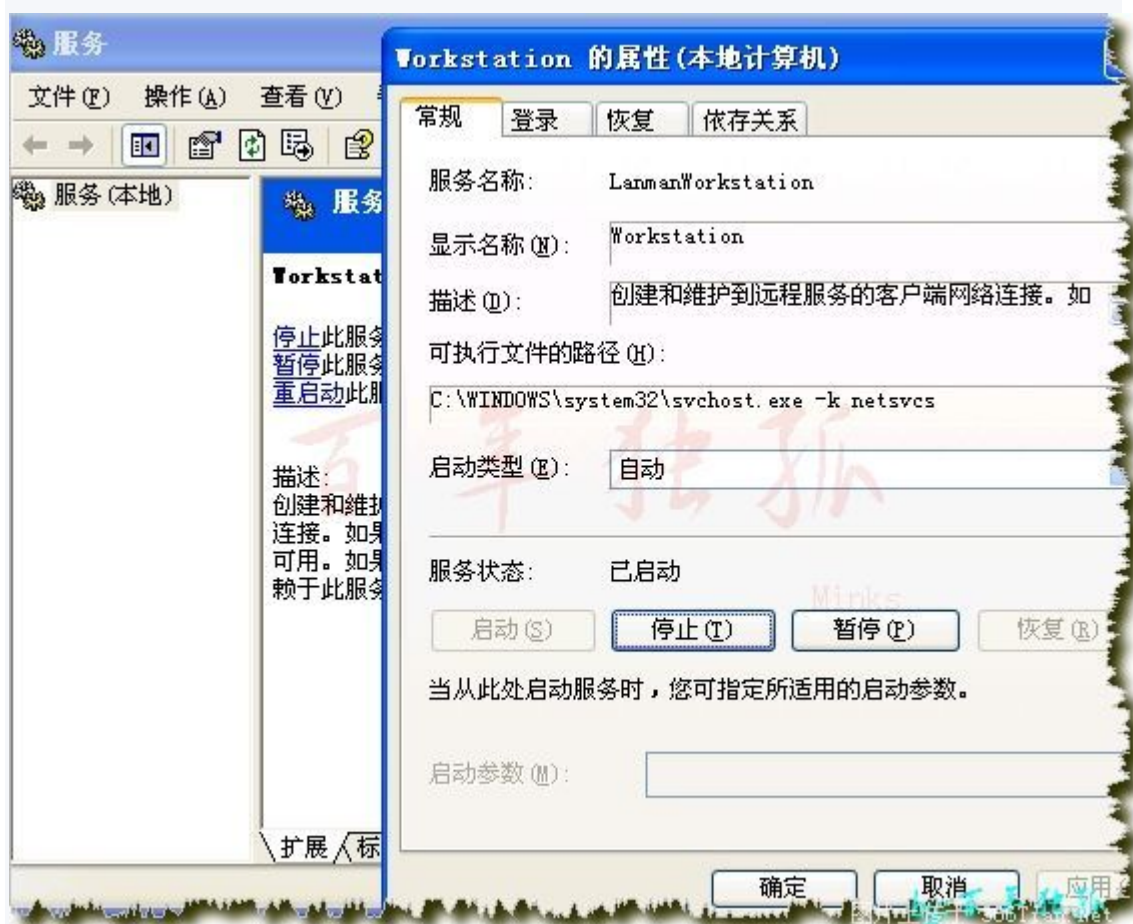 服务
文件(F) 操作(A) 查看(V)
服务(本地)
服务
Workstat
停止此服务
暂停此服务
重启动此服
描述:
创建和维护
连接。如果
可用。如果
赖于此服务
扩展 标
Workstation 的属性(本地计算机)
常规 登录 恢复 依存关系
服务名称: LanmanWorkstation
显示名称(N): Workstation
描述(D): 创建和维护到远程服务的客户端网络连接。如
可执行文件的路径(H):
C:\WINDOWS\system32\svchost.exe -k netsvcs
启动类型(E): 自动
服务状态: 已启动
启动(S) 停止(T) 暂停(P) 恢复(R)
当从此处启动服务时，您可指定所适用的启动参数。
启动参数(M):
确定 取消 应用
百年独孤
Minks